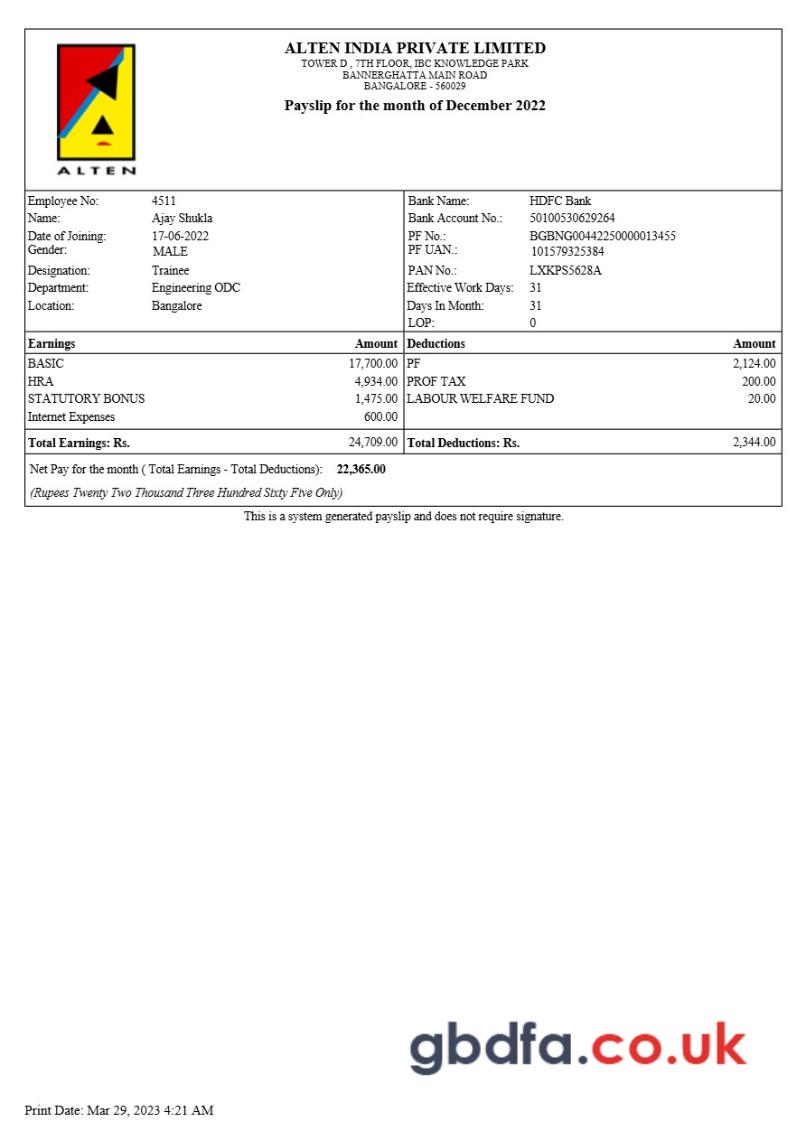 ALTEN INDIA PRIVATE LIMITED
TOWER D , 7TH FLOOR, IBC KNOWLEDGE PARK
BANNERGHATTA MAIN ROAD
BANGALORE - 560029
Payslip for the month of December 2022
ALTEN
Employee No: 4511
Name: Ajay Shukla
Date of Joining: 17-06-2022
Gender: MALE
Designation: Trainee
Department: Engineering ODC
Location: Bangalore
Bank Name: HDFC Bank
Bank Account No.: 50100530629264
PF No.: BGBNG00442250000013455
PF UAN.: 101579325384
PAN No.: LXKPS5628A
Effective Work Days: 31
Days In Month: 31
LOP: 0
Earnings Amount Deductions Amount
BASIC 17,700.00 PF 2,124.00
HRA 4,934.00 PROF TAX 200.00
STATUTORY BONUS 1,475.00 LABOUR WELFARE FUND 20.00
Internet Expenses 600.00
Total Earnings: Rs. 24,709.00 Total Deductions: Rs. 2,344.00
Net Pay for the month ( Total Earnings - Total Deductions): 22,365.00
(Rupees Twenty Two Thousand Three Hundred Sixty Five Only)
This is a system generated payslip and does not require signature.
gbdfa.co.uk
Print Date: Mar 29, 2023 4:21 AM